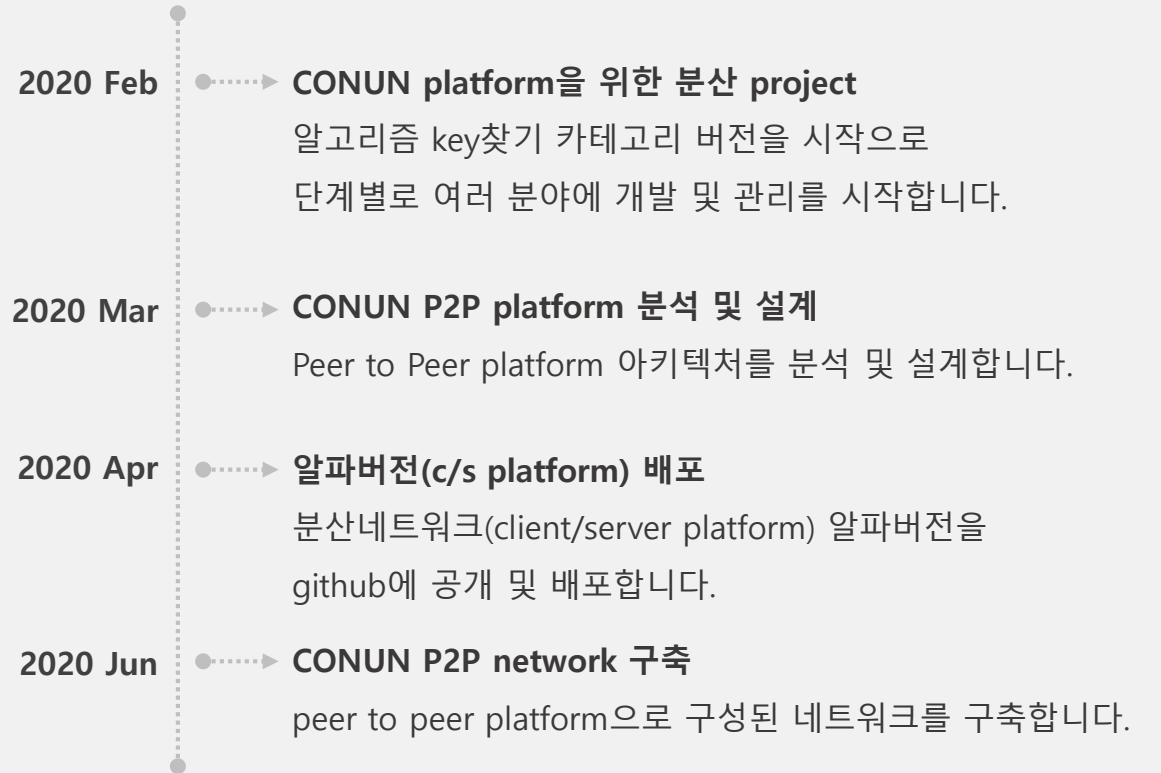 2020 Feb
CONUN platform을 위한 분산 project
알고리즘 key찾기 카테고리 버전을 시작으로
단계별로 여러 분야에 개발 및 관리를 시작합니다.
2020 Mar
CONUN P2P platform 분석 및 설계
Peer to Peer platform 아키텍처를 분석 및 설계합니다.
2020 Apr
알파버전(c/s platform) 배포
분산네트워크(client/server platform) 알파버전을
github에 공개 및 배포합니다.
2020 Jun
CONUN P2P network 구축
peer to peer platform으로 구성된 네트워크를 구축합니다.